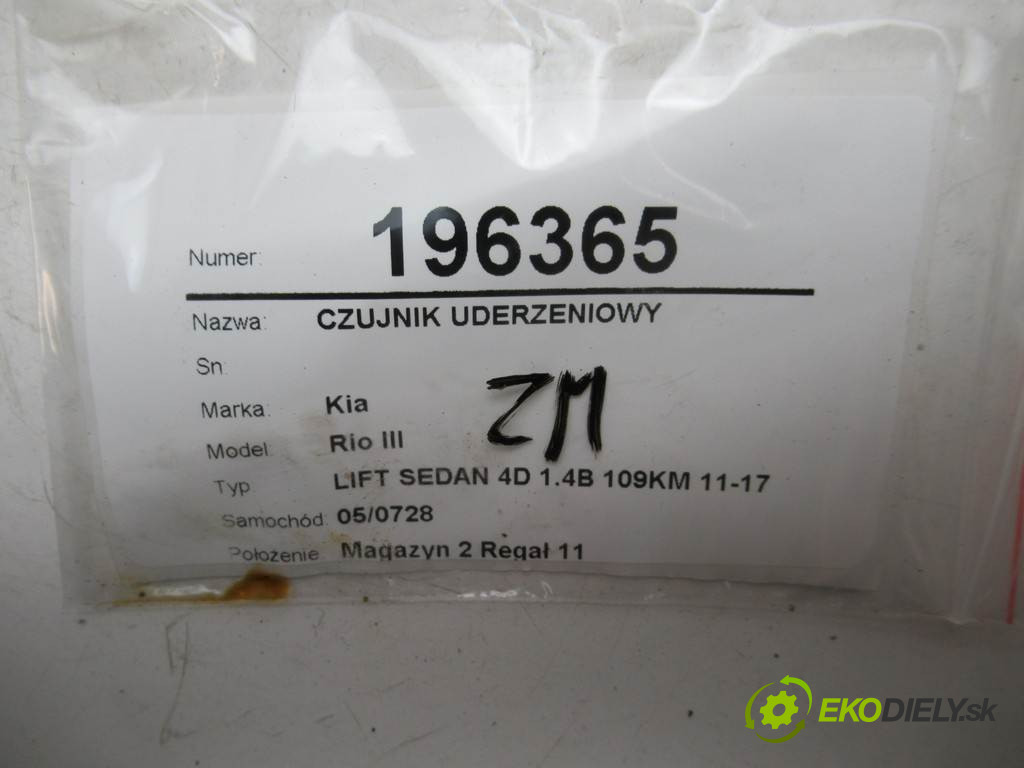 Numer: 196365
Nazwa: CZUJNIK UDERZENIOWY
Sn:
ZM
Marka: Kia
Model: Rio III
Typ LIFT SEDAN 4D 1.4B 109KM 11-17
Samochód: 05/0728
Położenie Magazyn 2 Regał 11
EKODIELY.sk